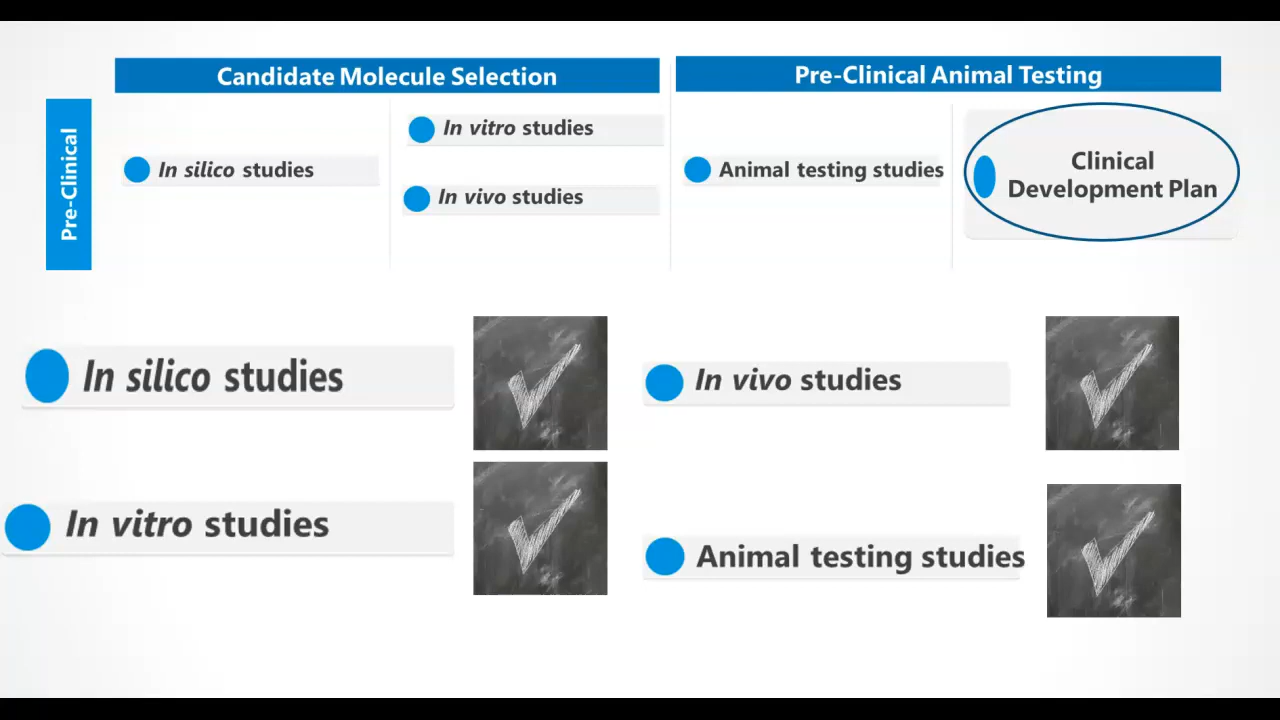 Candidate Molecule Selection
Pre-Clinical Animal Testing
Pre-Clinical
In silico studies
In vitro studies
In vivo studies
Animal testing studies
Clinical
Development Plan
In silico studies
In vivo studies
In vitro studies
Animal testing studies